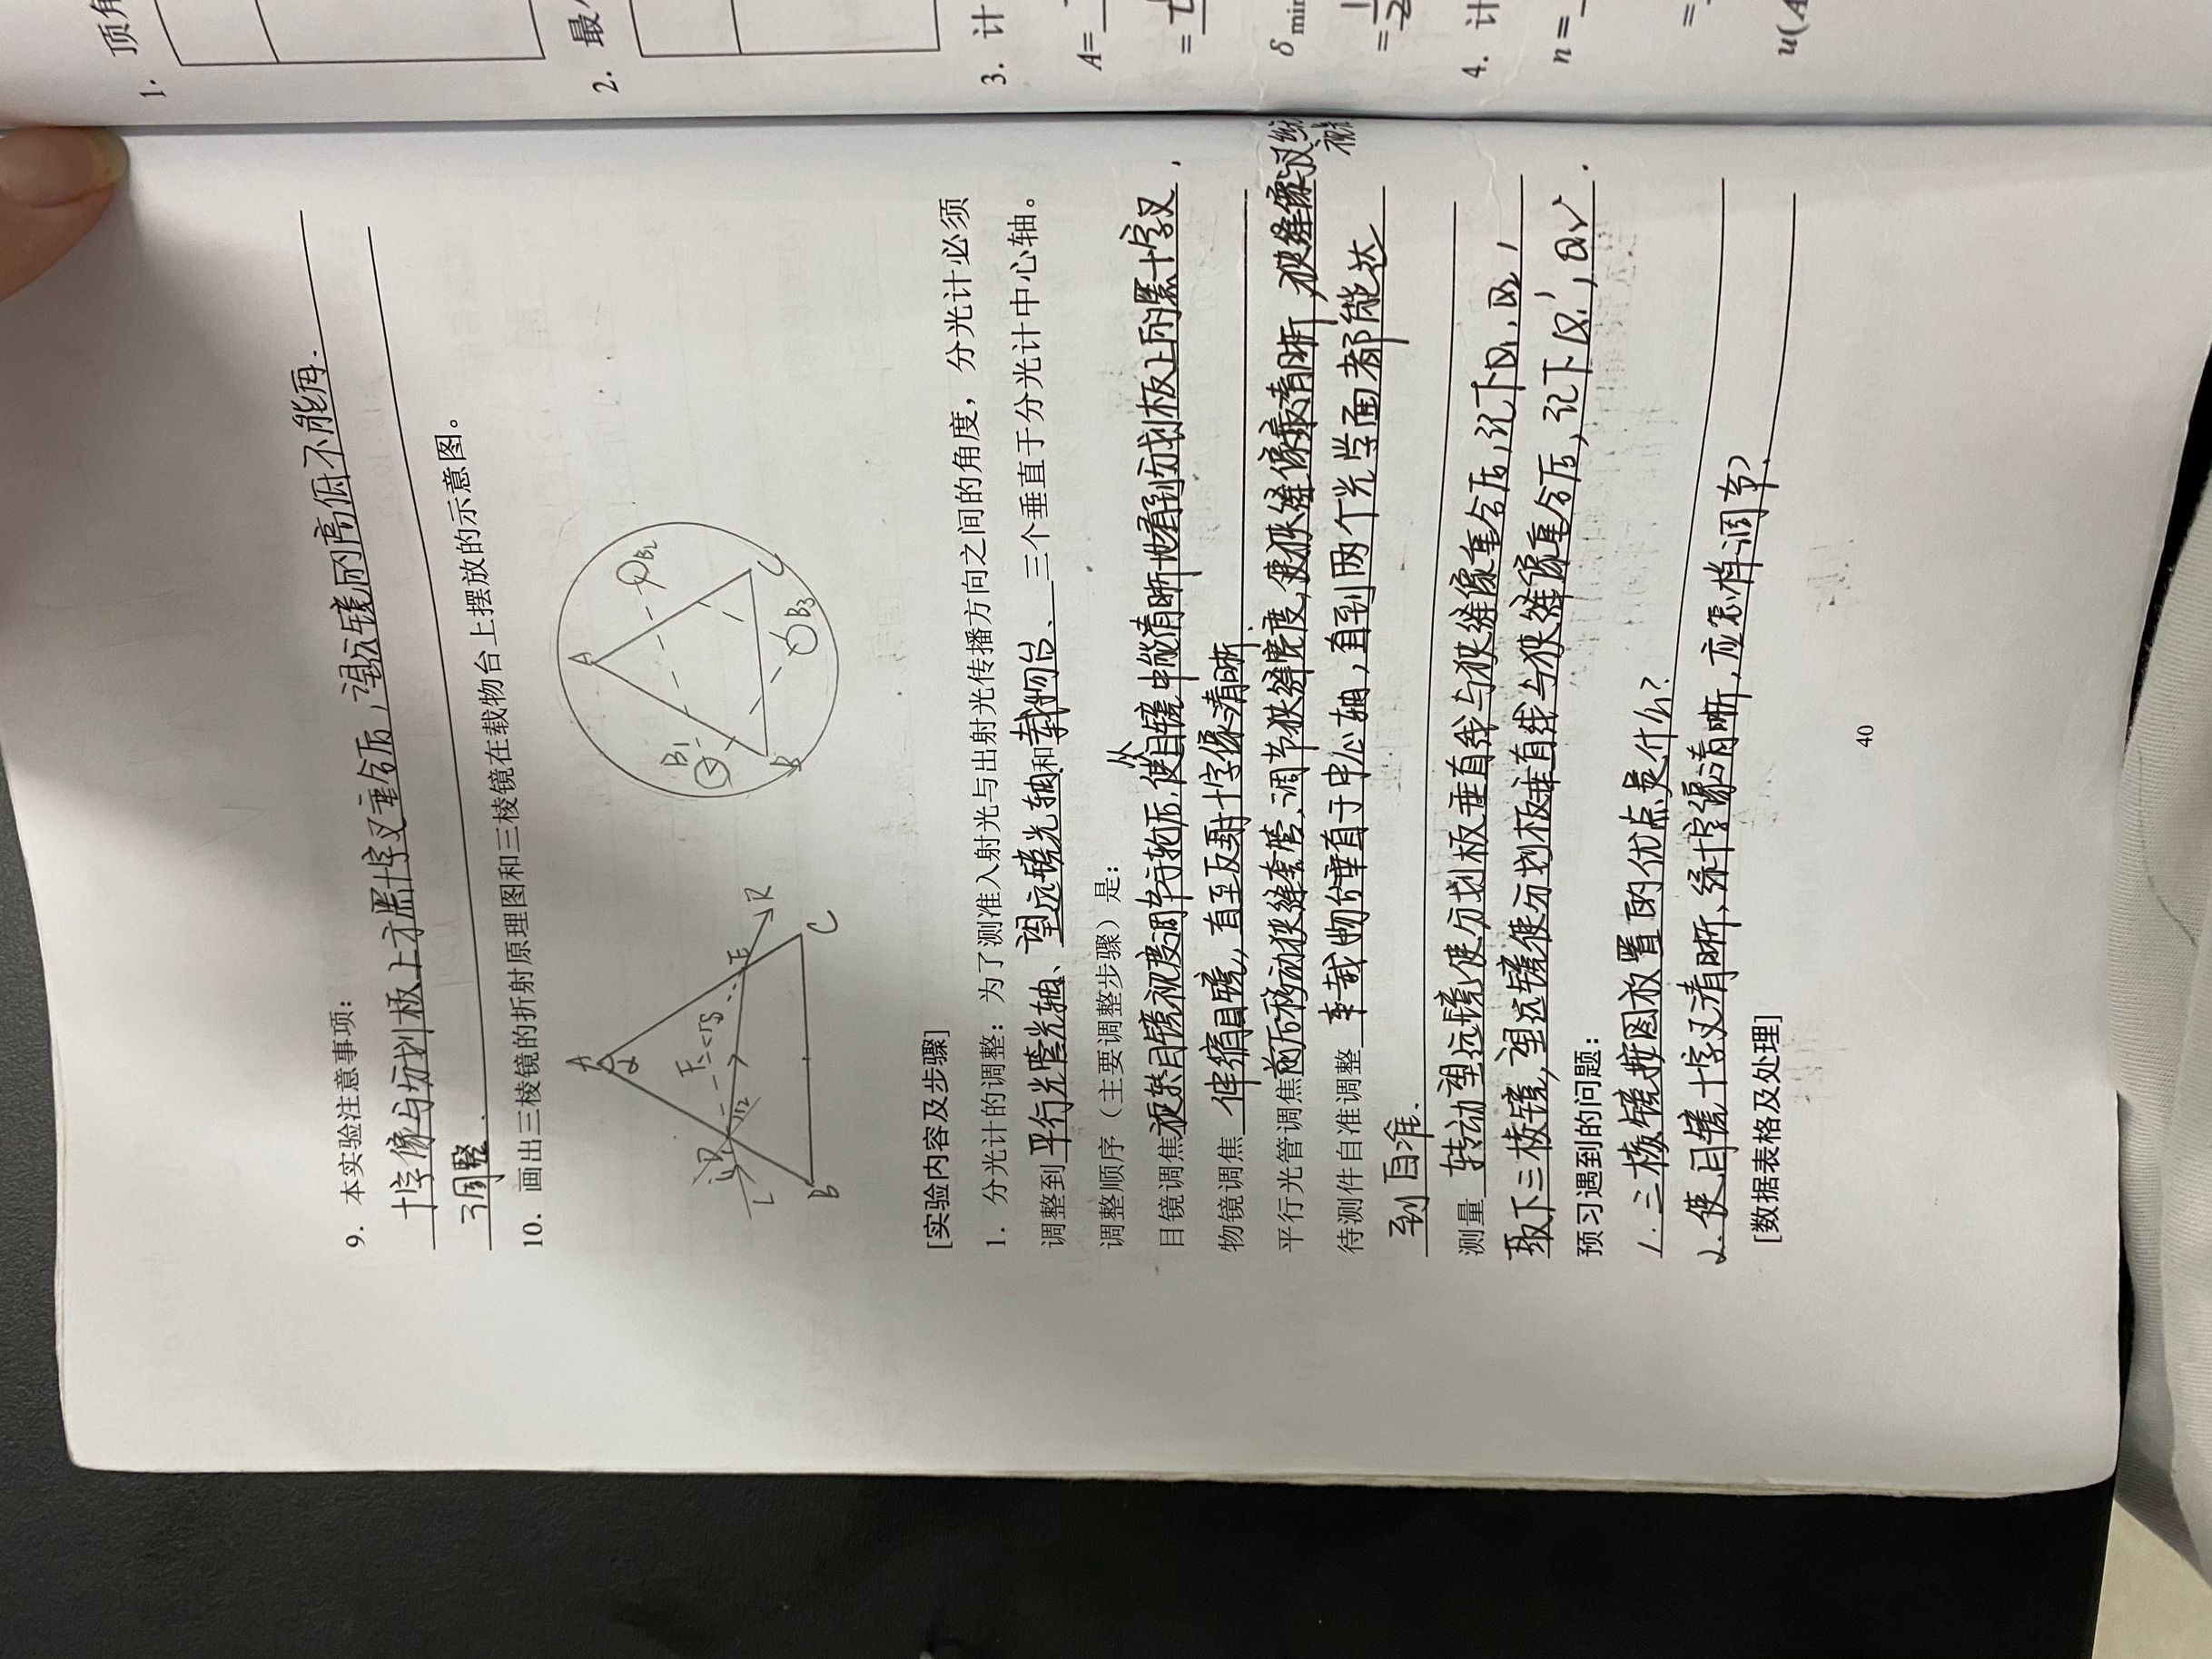 9. 本实验注意事项：
十字像与分划板上方黑十字叉重合后，望远镜的高低不能再.
调整.
10. 画出三棱镜的折射原理图和三棱镜在载物台上摆放的示意图。
A
α
F δ
D
i₁ i₂
L E R
B C
A
B₁ B₂
B C
B₃
[实验内容及步骤]
1. 分光计的调整：为了测准入射光与出射光传播方向之间的角度，分光计必须
调整到平行光管光轴、望远镜光轴和载物台、三个垂直于分光计中心轴。
调整顺序（主要调整步骤）是：
从
目镜调焦旋转目镜视度调节手轮后，使目镜中能清晰地看到分划板上的黑十字叉，
物镜调焦 伸缩目镜，直至反射十字像清晰.
平行光管调焦前后移动狭缝套管、调节狭缝宽度，使狭缝像最清晰，狭缝像与叉丝无
视差
待测件自准调整 载物台垂直于中心轴，直到两个光学面都能达
到自准.
测量 转动望远镜使分划板垂直线与狭缝像重合后，记下θ₁，θ₂，
取下三棱镜，望远镜使分划板垂直线与狭缝像重合后，记下θ₁'，θ₂'.
预习遇到的问题：
1. 三棱镜按图放置的优点是什么？
2. 使目镜十字叉清晰，绿十字像清晰，应怎样调节？
[数据表格及处理]
40
1. 顶角
2. 最
3. 计
A=
=
δmin
= 1/2
4. 计
n=
=
u(A